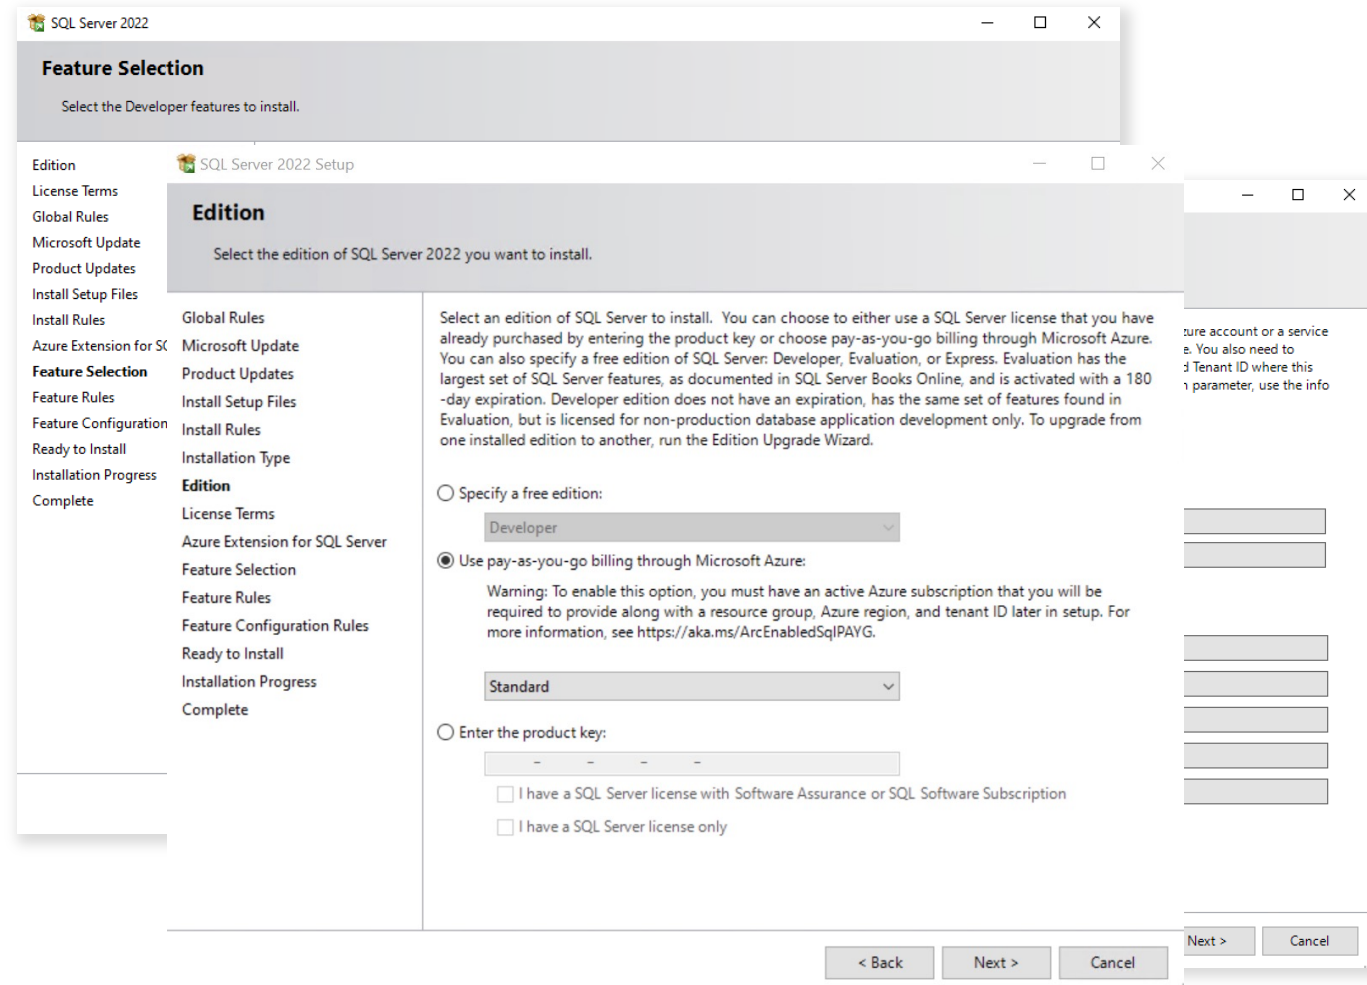 SQL Server 2022
Feature Selection
Select the Developer features to install.
Edition
License Terms
Global Rules
Microsoft Update
Product Updates
Install Setup Files
Install Rules
Azure Extension for SQ
Feature Selection
Feature Rules
Feature Configuration
Ready to Install
Installation Progress
Complete
SQL Server 2022 Setup
Edition
Select the edition of SQL Server 2022 you want to install.
Global Rules
Microsoft Update
Product Updates
Install Setup Files
Install Rules
Installation Type
Edition
License Terms
Azure Extension for SQL Server
Feature Selection
Feature Rules
Feature Configuration Rules
Ready to Install
Installation Progress
Complete
Select an edition of SQL Server to install. You can choose to either use a SQL Server license that you have
already purchased by entering the product key or choose pay-as-you-go billing through Microsoft Azure.
You can also specify a free edition of SQL Server: Developer, Evaluation, or Express. Evaluation has the
largest set of SQL Server features, as documented in SQL Server Books Online, and is activated with a 180
-day expiration. Developer edition does not have an expiration, has the same set of features found in
Evaluation, but is licensed for non-production database application development only. To upgrade from
one installed edition to another, run the Edition Upgrade Wizard.
Specify a free edition:
Developer
Use pay-as-you-go billing through Microsoft Azure:
Warning: To enable this option, you must have an active Azure subscription that you will be
required to provide along with a resource group, Azure region, and tenant ID later in setup. For
more information, see https://aka.ms/ArcEnabledSqlPAYG.
Standard
Enter the product key:
- - - -
I have a SQL Server license with Software Assurance or SQL Software Subscription
I have a SQL Server license only
< Back
Next >
Cancel
zure account or a service
e. You also need to
d Tenant ID where this
n parameter, use the info
Next >
Cancel